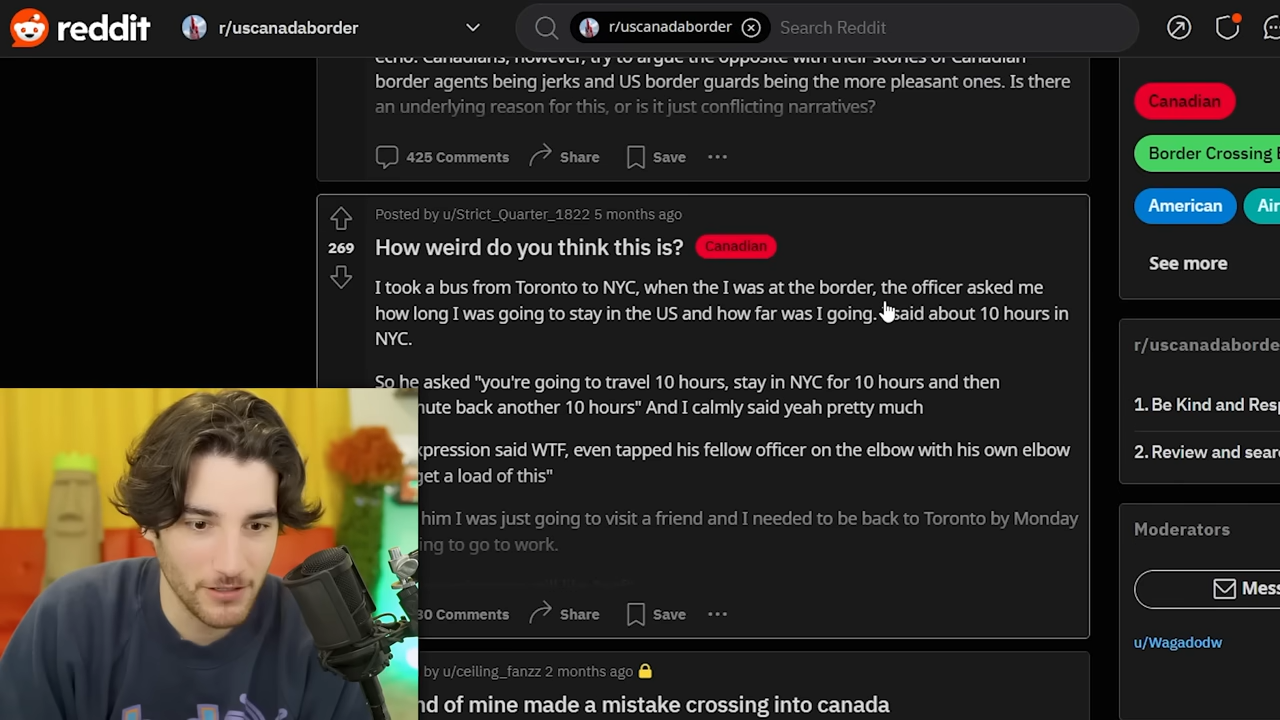 reddit r/uscanadaborder r/uscanadaborder Search Reddit
echo. Canadians, however, try to argue the opposite with their stories of Canadian
border agents being jerks and US border guards being the more pleasant ones. Is there
an underlying reason for this, or is it just conflicting narratives?
425 Comments Share Save
Posted by u/Strict_Quarter_1822 5 months ago
269
How weird do you think this is? Canadian
I took a bus from Toronto to NYC, when the I was at the border, the officer asked me
how long I was going to stay in the US and how far was I going. said about 10 hours in
NYC.
So he asked "you're going to travel 10 hours, stay in NYC for 10 hours and then
mute back another 10 hours" And I calmly said yeah pretty much
xpression said WTF, even tapped his fellow officer on the elbow with his own elbow
get a load of this"
him I was just going to visit a friend and I needed to be back to Toronto by Monday
ing to go to work.
30 Comments Share Save
by u/ceiling_fanzz 2 months ago
nd of mine made a mistake crossing into canada
Canadian
Border Crossing
American Air
See more
r/uscanadaborde
1. Be Kind and Resp
2. Review and sear
Moderators
Mess
u/Wagadodw